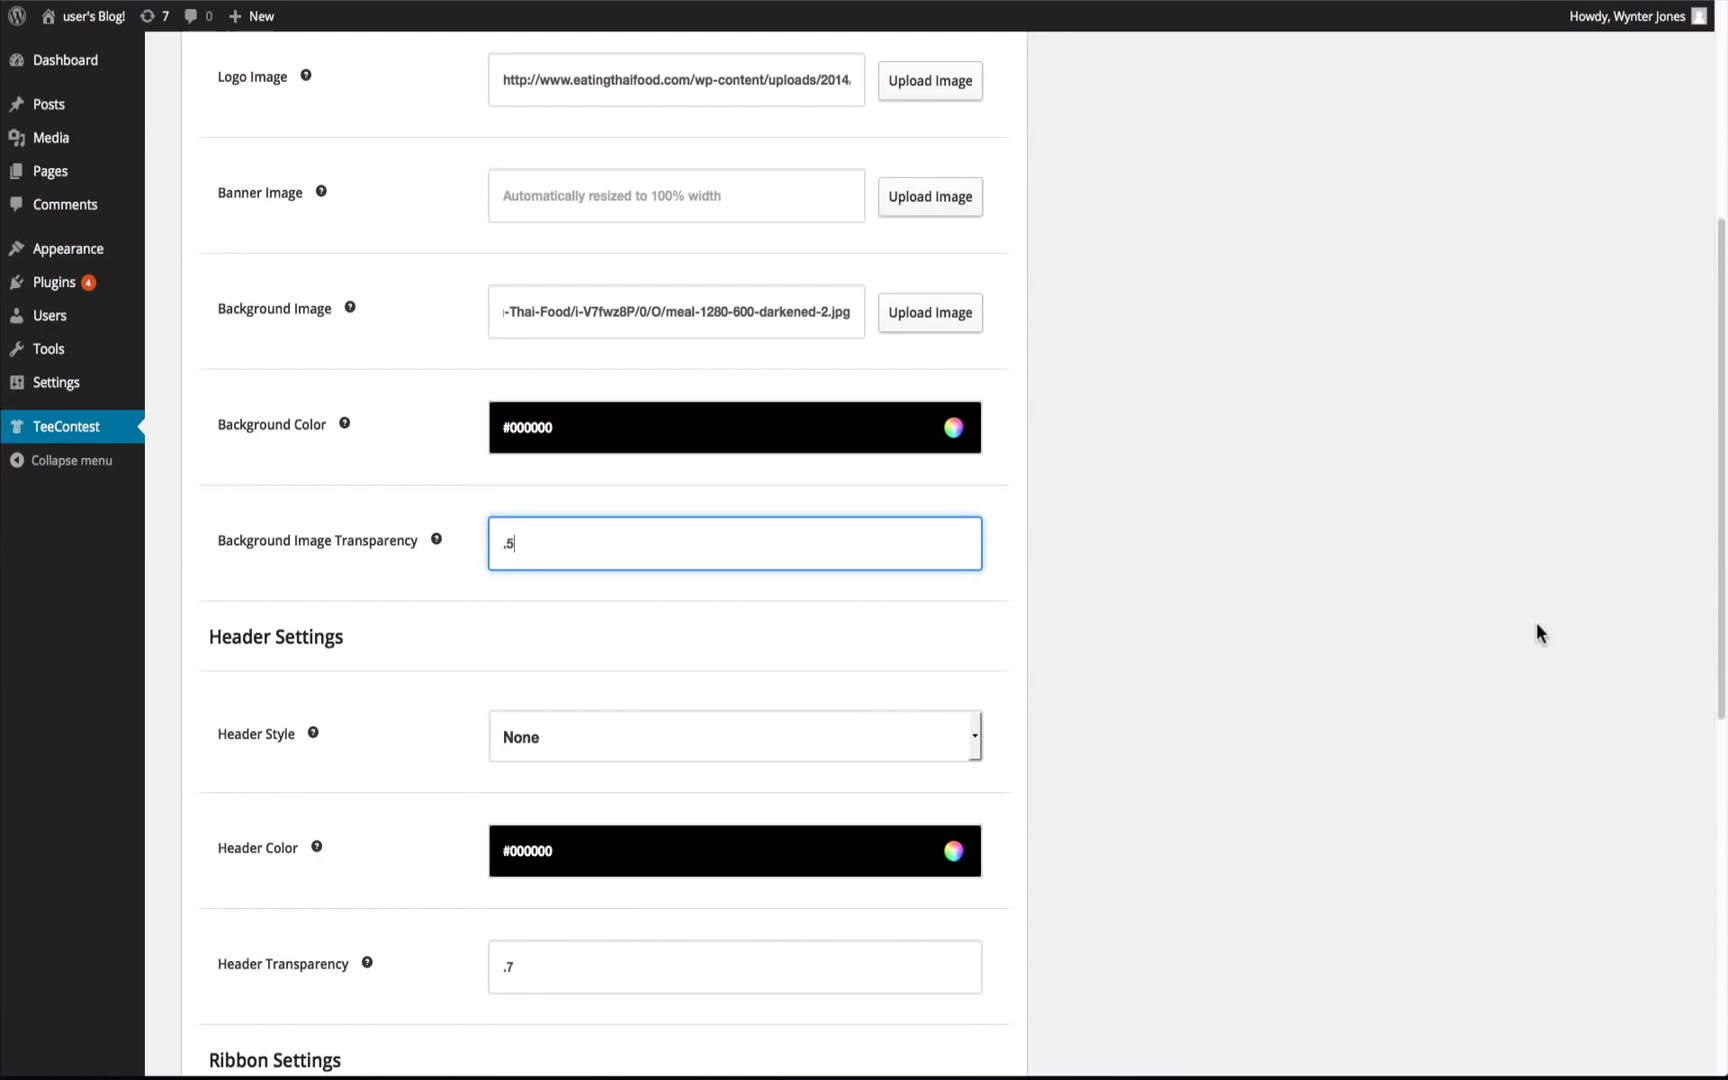 user's Blog! 7 0 New Howdy, Wynter Jones
Dashboard
Posts
Media
Pages
Comments
Appearance
Plugins 4
Users
Tools
Settings
TeeContest
Collapse menu
Logo Image http://www.eatingthaifood.com/wp-content/uploads/2014. Upload Image
Banner Image Automatically resized to 100% width Upload Image
Background Image -Thai-Food/i-V7fwz8P/0/O/meal-1280-600-darkened-2.jpg Upload Image
Background Color #000000
Background Image Transparency .5
Header Settings
Header Style None
Header Color #000000
Header Transparency .7
Ribbon Settings